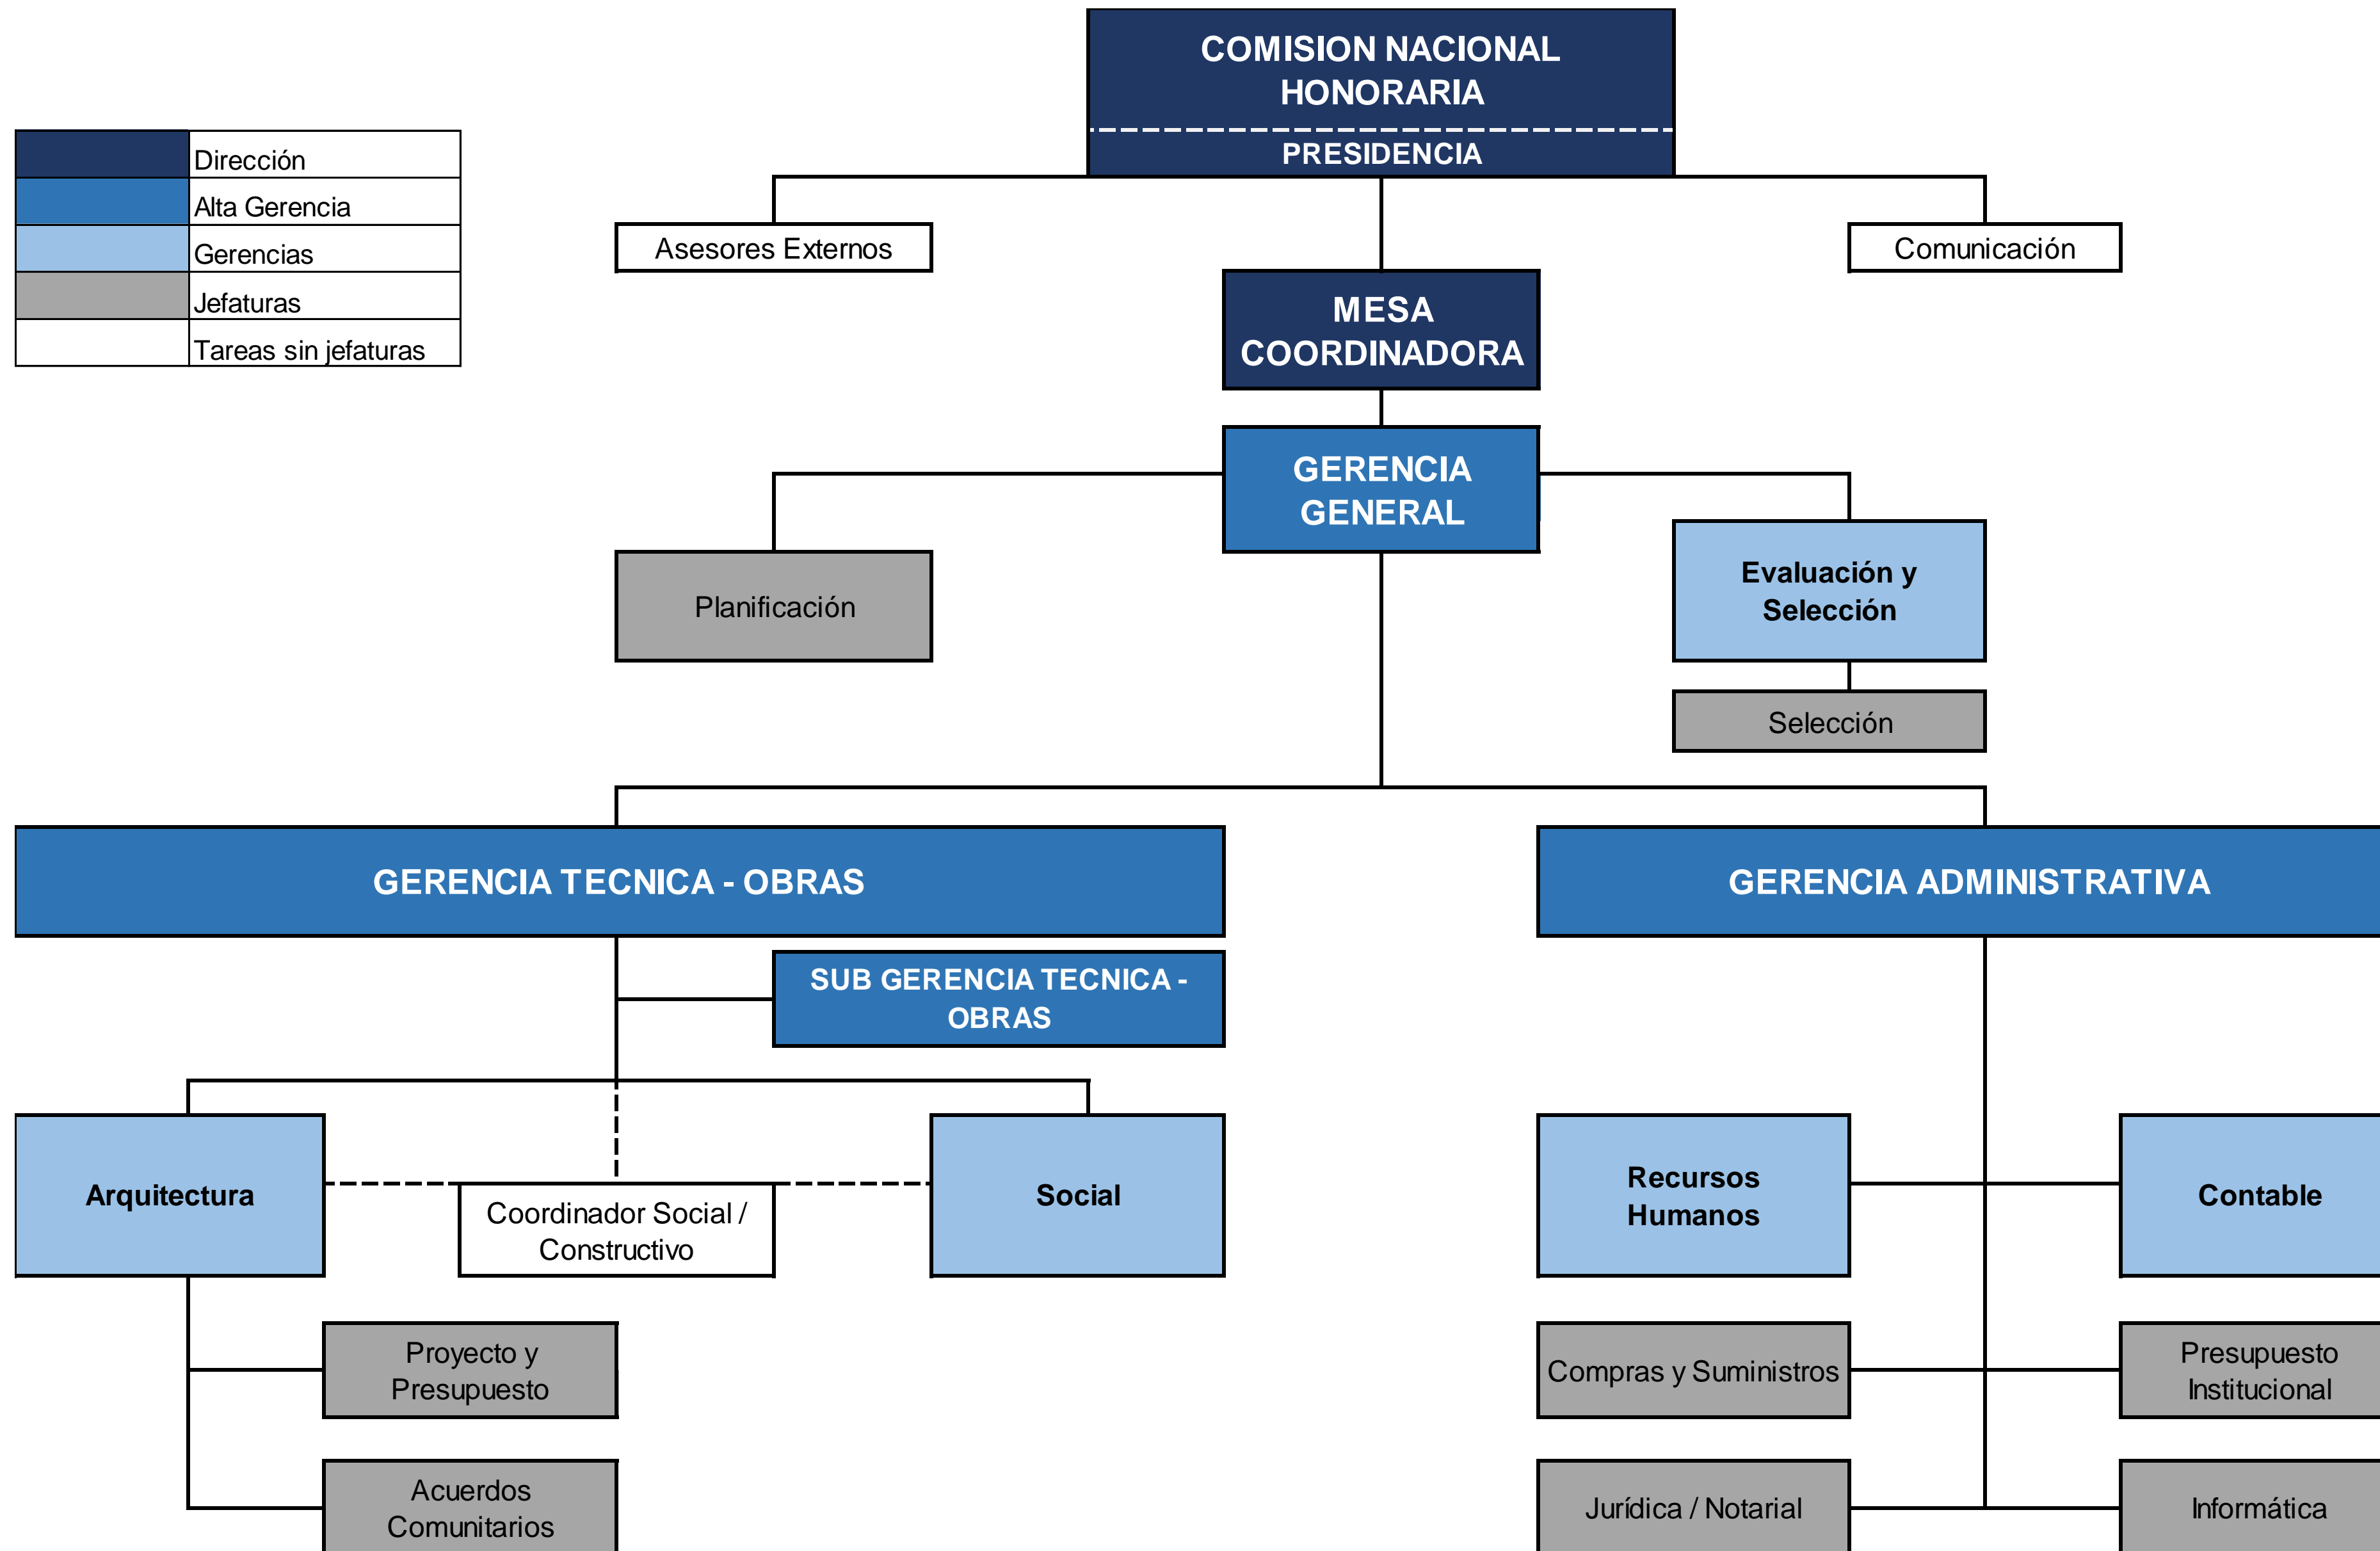 COMISION NACIONAL
HONORARIA
PRESIDENCIA
Dirección
Alta Gerencia
Gerencias
Jefaturas
Tareas sin jefaturas
Asesores Externos
Comunicación
MESA
COORDINADORA
GERENCIA
GENERAL
Planificación
Evaluación y
Selección
Selección
GERENCIA TECNICA - OBRAS
GERENCIA ADMINISTRATIVA
SUB GERENCIA TECNICA -
OBRAS
Arquitectura
Coordinador Social /
Constructivo
Social
Recursos
Humanos
Contable
Proyecto y
Presupuesto
Compras y Suministros
Presupuesto
Institucional
Acuerdos
Comunitarios
Jurídica / Notarial
Informática